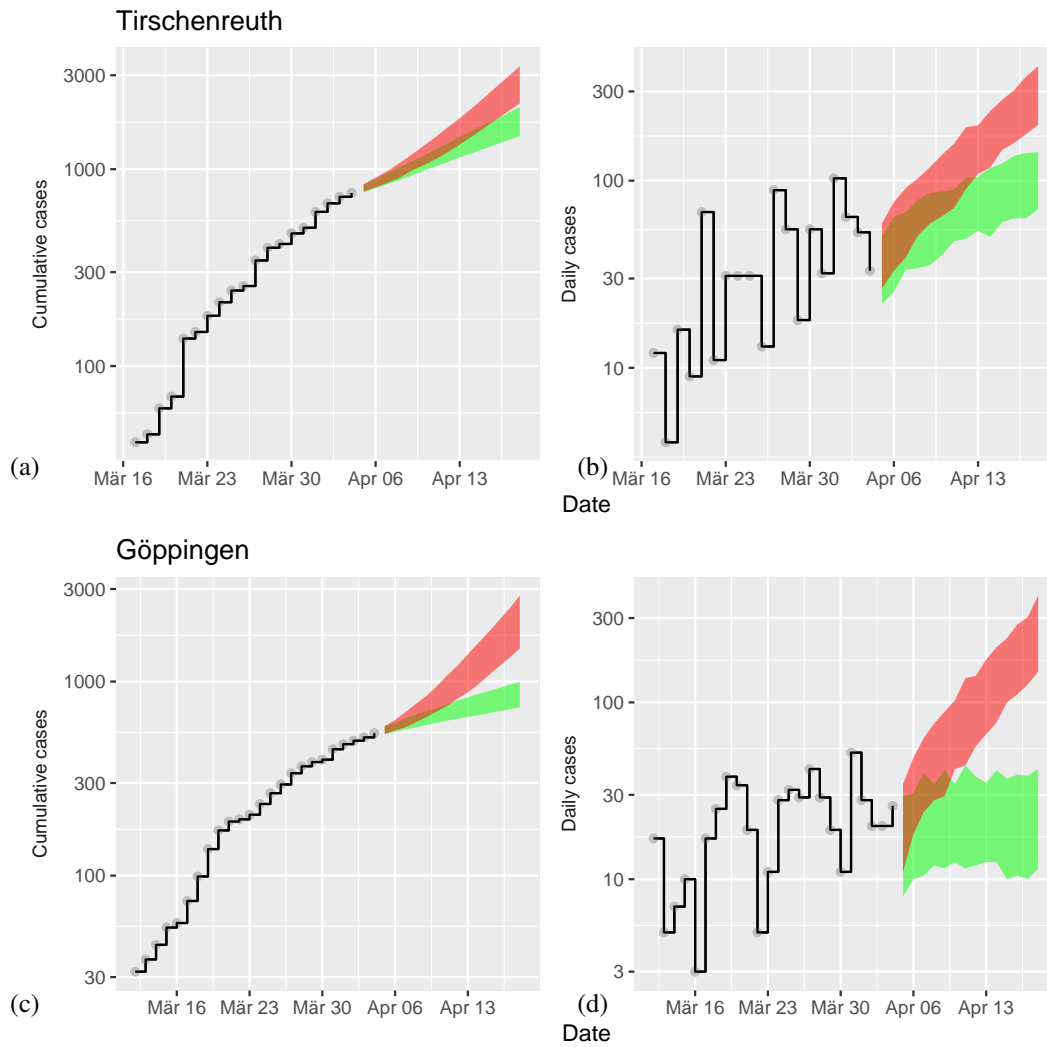 Tirschenreuth
3000
1000
300
100
Cumulative cases
Mär 16 Mär 23 Mär 30 Apr 06 Apr 13
(a)
300
100
30
10
Daily cases
Mär 16 Mär 23 Mär 30 Apr 06 Apr 13
(b)
Date
Göppingen
3000
1000
300
100
30
Cumulative cases
Mär 16 Mär 23 Mär 30 Apr 06 Apr 13
(c)
300
100
30
10
3
Daily cases
Mär 16 Mär 23 Mär 30 Apr 06 Apr 13
(d)
Date